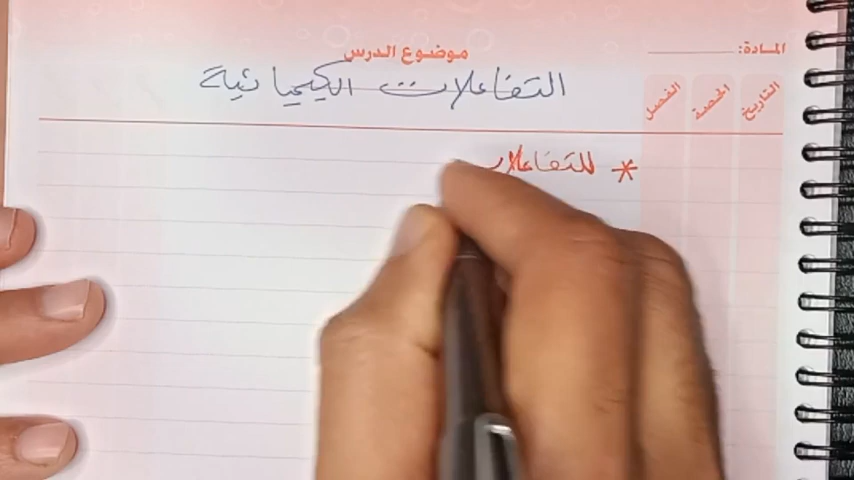 المادة:
موضوع الدرس
التاريخ
الحصة
الفصل
التفاعلات الكيميائية
* للتفاعلات